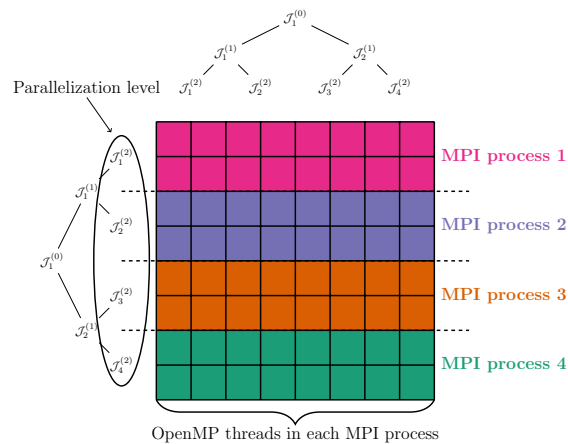 𝒥₁⁽⁰⁾
𝒥₁⁽¹⁾ 𝒥₂⁽¹⁾
𝒥₁⁽²⁾ 𝒥₂⁽²⁾ 𝒥₃⁽²⁾ 𝒥₄⁽²⁾
Parallelization level
𝒥₁⁽²⁾
MPI process 1
𝒥₁⁽¹⁾
𝒥₂⁽²⁾
MPI process 2
𝒥₁⁽⁰⁾
𝒥₃⁽²⁾
MPI process 3
𝒥₂⁽¹⁾
𝒥₄⁽²⁾
MPI process 4
OpenMP threads in each MPI process